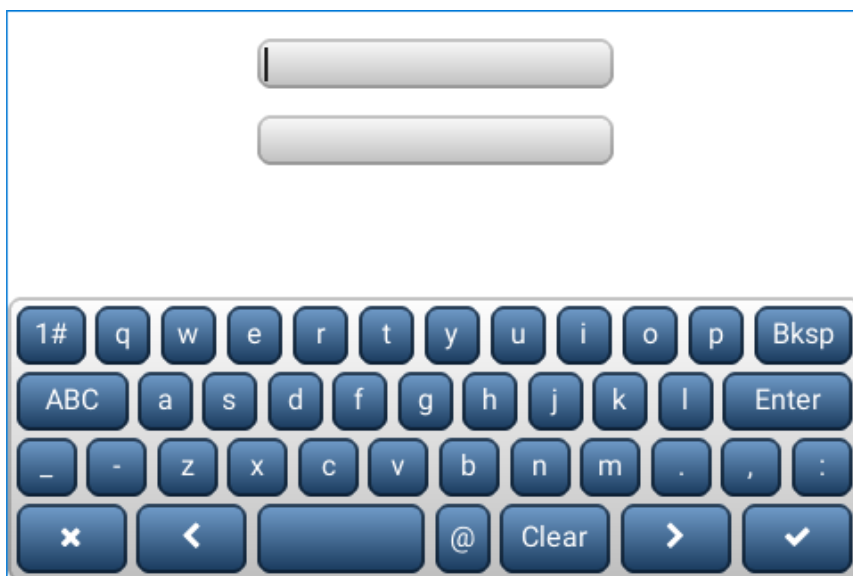 1# q w e r t y u i o p Bksp
ABC a s d f g h j k l Enter
_ - z x c v b n m . , :
@ Clear